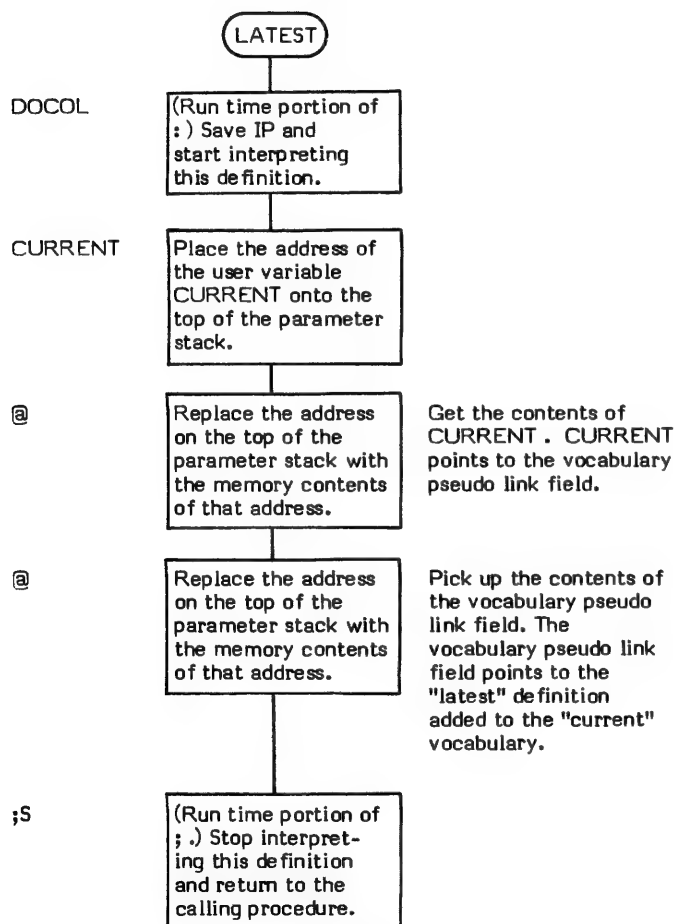 LATEST
DOCOL
(Run time portion of
: ) Save IP and
start interpreting
this definition.
CURRENT
Place the address of
the user variable
CURRENT onto the
top of the parameter
stack.
@
Replace the address
on the top of the
parameter stack with
the memory contents
of that address.
Get the contents of
CURRENT . CURRENT
points to the vocabulary
pseudo link field.
@
Replace the address
on the top of the
parameter stack with
the memory contents
of that address.
Pick up the contents of
the vocabulary pseudo
link field. The
vocabulary pseudo link
field points to the
"latest" definition
added to the "current"
vocabulary.
;S
(Run time portion of
; .) Stop interpret-
ing this definition
and return to the
calling procedure.